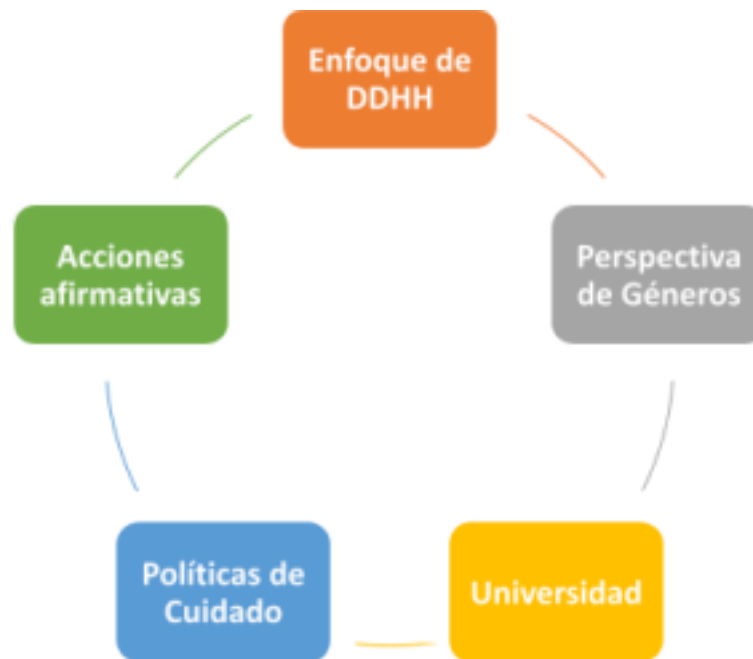 Enfoque de
DDHH
Perspectiva
de Géneros
Universidad
Políticas de
Cuidado
Acciones
afirmativas